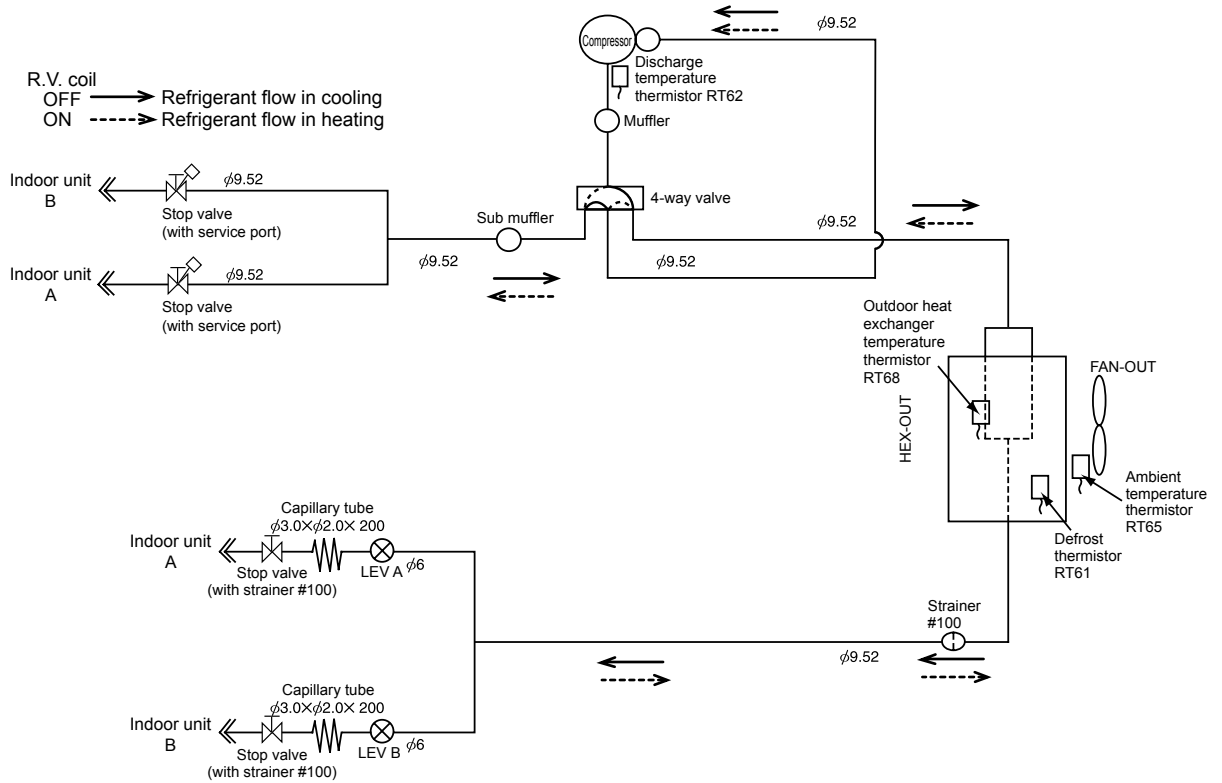 Compressor
ϕ9.52
Discharge
temperature
thermistor RT62
Muffler
R.V. coil
OFF Refrigerant flow in cooling
ON Refrigerant flow in heating
Indoor unit
B
ϕ9.52
Stop valve
(with service port)
4-way valve
Sub muffler
ϕ9.52
ϕ9.52
ϕ9.52
Indoor unit
A
ϕ9.52
Stop valve
(with service port)
Outdoor heat
exchanger
temperature
thermistor
RT68
FAN-OUT
HEX-OUT
Ambient
temperature
thermistor
RT65
Defrost
thermistor
RT61
Capillary tube
ϕ3.0×ϕ2.0× 200
Indoor unit
A
LEV A
ϕ6
Stop valve
(with strainer #100)
Strainer
#100
ϕ9.52
Capillary tube
ϕ3.0×ϕ2.0× 200
Indoor unit
B
LEV B
ϕ6
Stop valve
(with strainer #100)